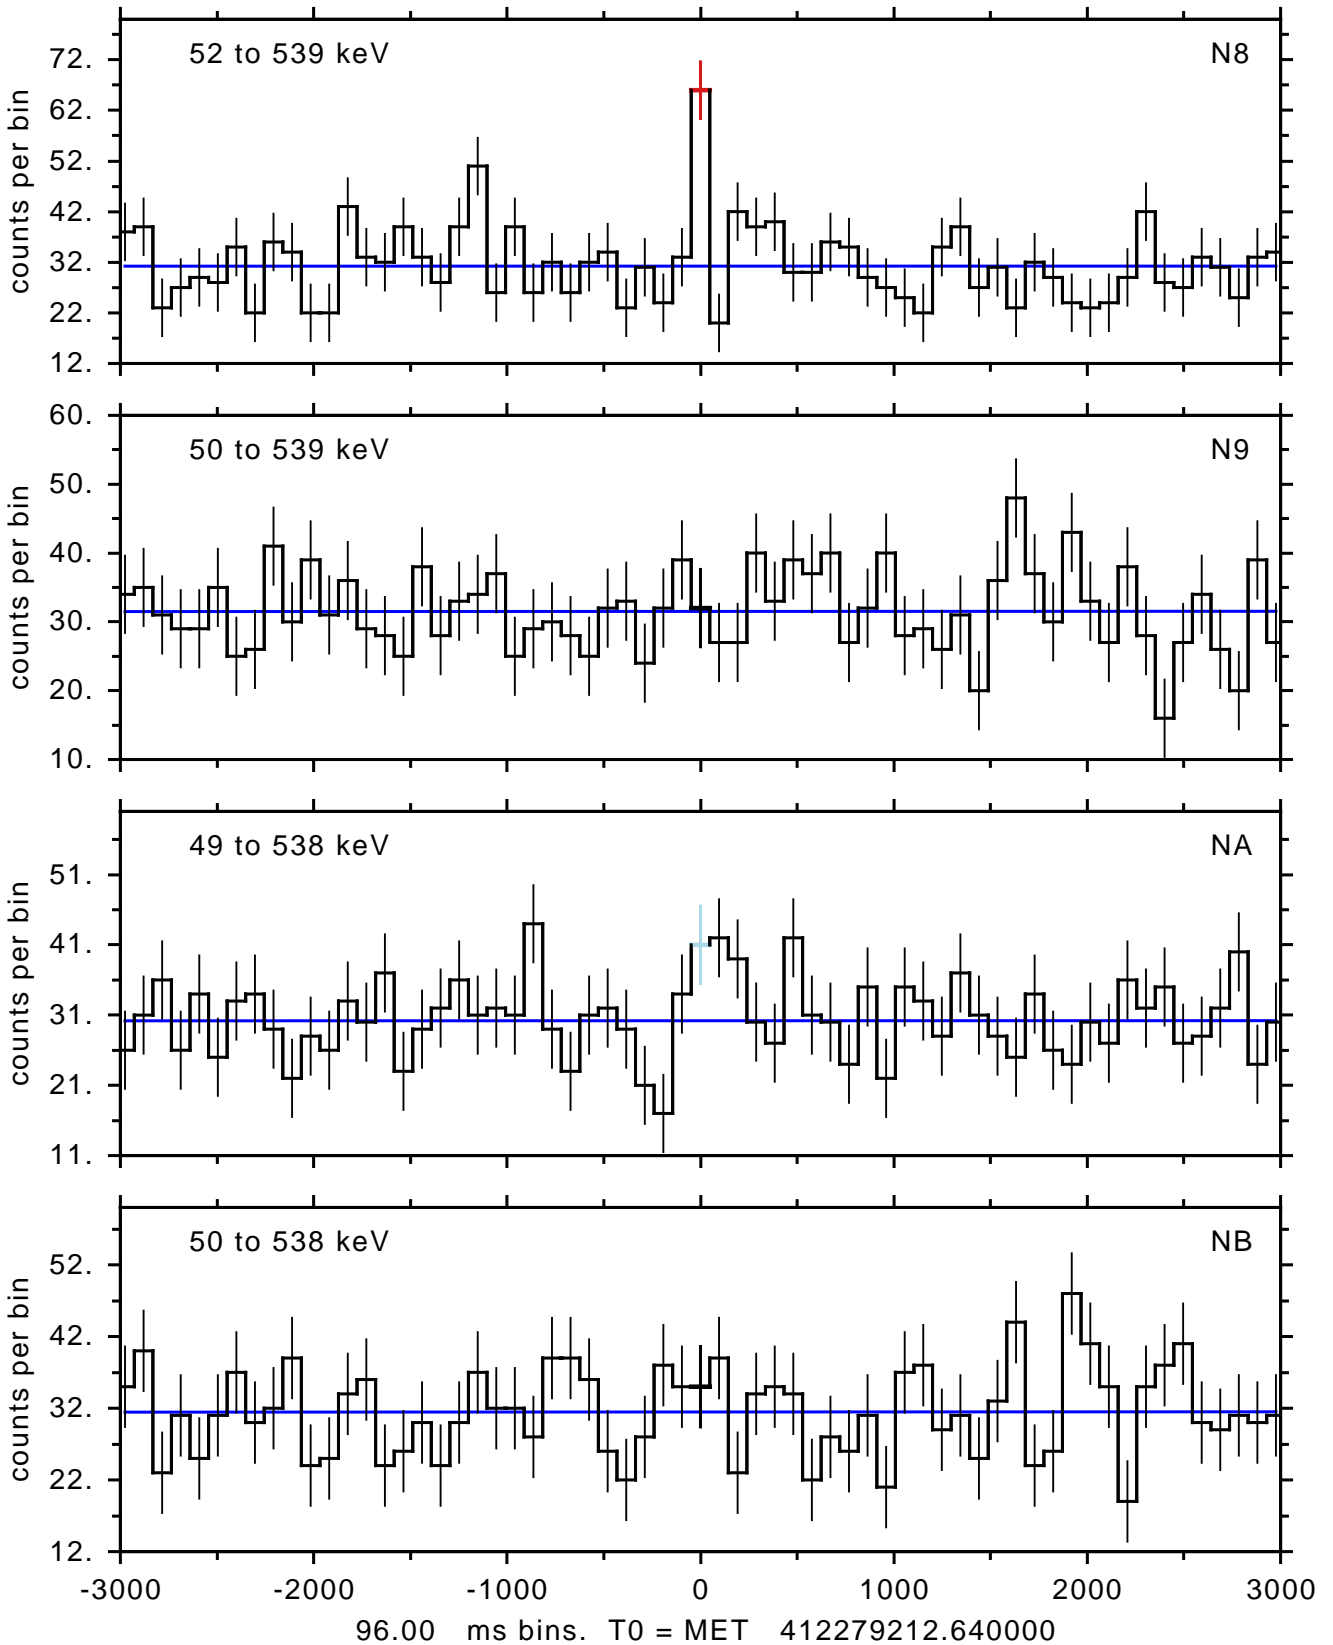 52 to 539 keV N8
72.
62.
52.
42.
32.
22.
12.
counts per bin
50 to 539 keV N9
60.
50.
40.
30.
20.
10.
counts per bin
49 to 538 keV NA
51.
41.
31.
21.
11.
counts per bin
50 to 538 keV NB
52.
42.
32.
22.
12.
counts per bin
-3000 -2000 -1000 0 1000 2000 3000
96.00 ms bins. T0 = MET 412279212.640000